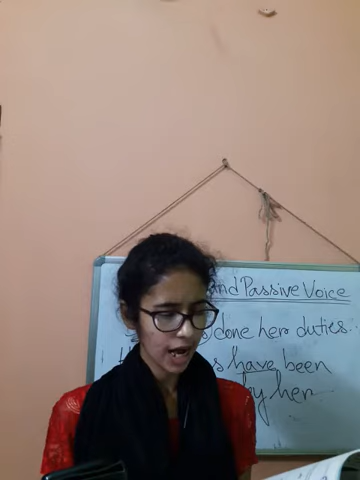 and Passive Voice
done her duties.
have been
by her